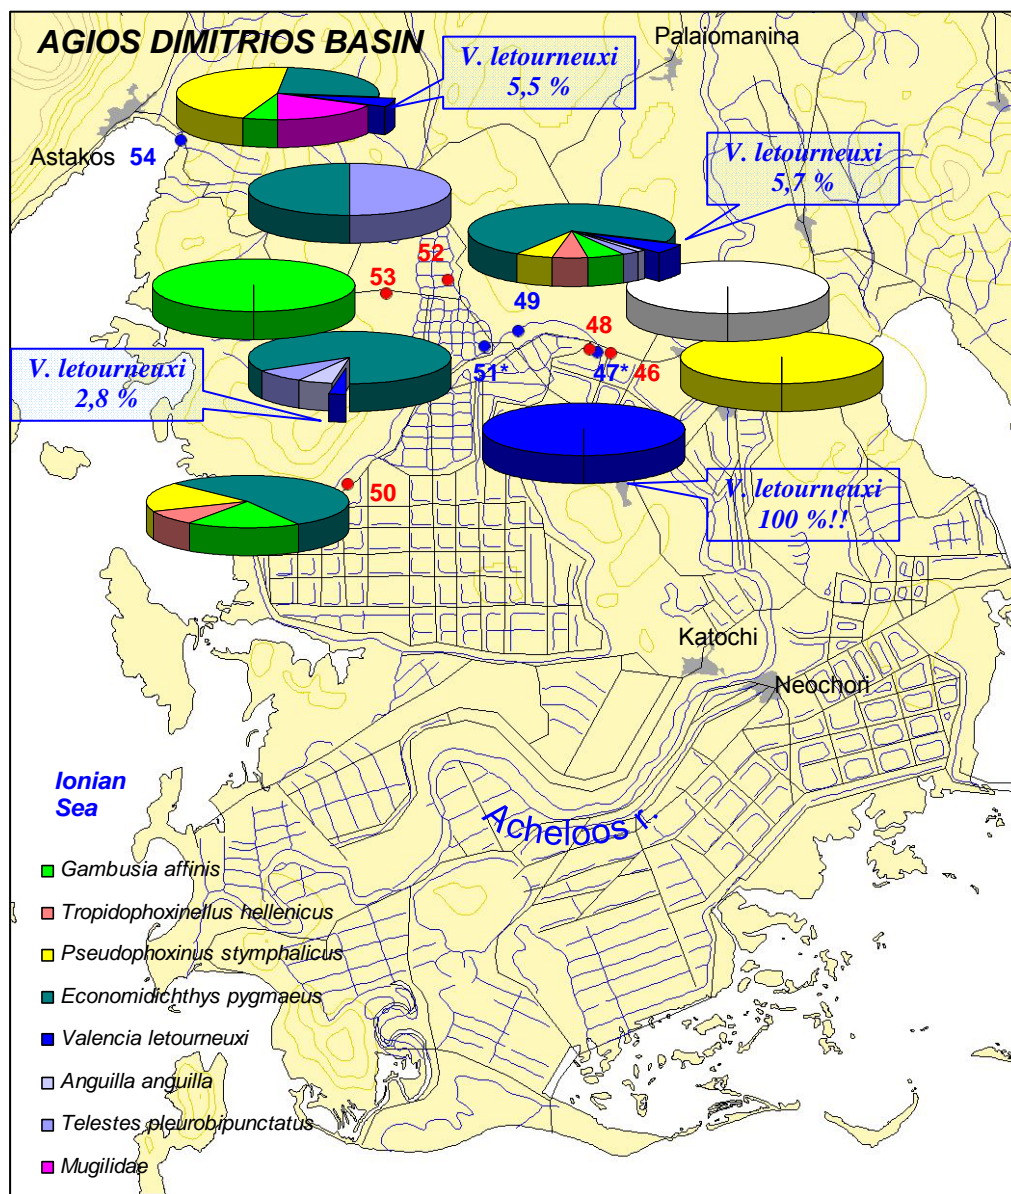 AGIOS DIMITRIOS BASIN
Palaiomanina
V. letourneuxi
5,5 %
Astakos 54
V. letourneuxi
5,7 %
52
53
49
48
51*
47* 46
V. letourneuxi
2,8 %
V. letourneuxi
100 %!!
50
Katochi
Neochori
Ionian
Sea
Acheloos r.
Gambusia affinis
Tropidophoxinellus hellenicus
Pseudophoxinus stymphalicus
Economidichthys pygmaeus
Valencia letourneuxi
Anguilla anguilla
Telestes pleurobipunctatus
Mugilidae